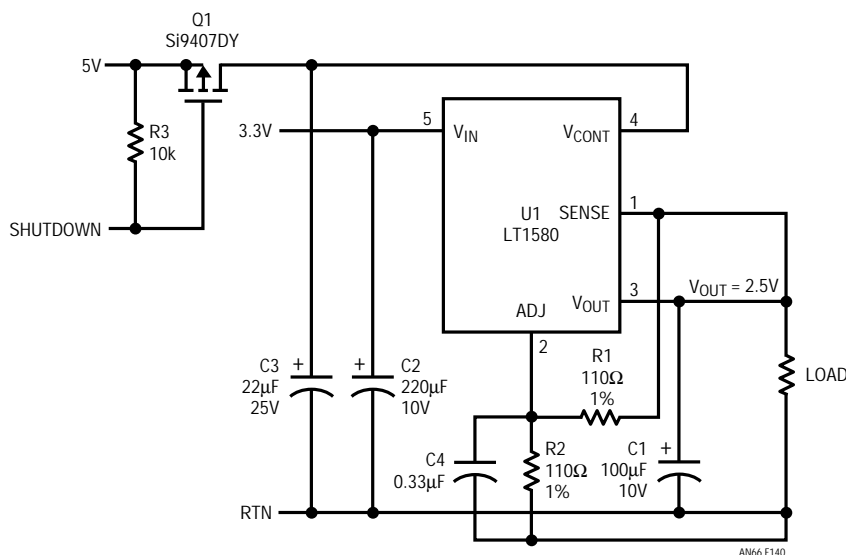 Q1
Si9407DY
5V
R3
10k
SHUTDOWN
3.3V
5
VIN
VCONT
4
U1
LT1580
SENSE
1
VOUT
3
VOUT = 2.5V
ADJ
2
LOAD
R1
110Ω
1%
C3
22µF
25V
+
+
C2
220µF
10V
C4
0.33µF
R2
110Ω
1%
C1
100µF
10V
+
RTN
AN66 F140